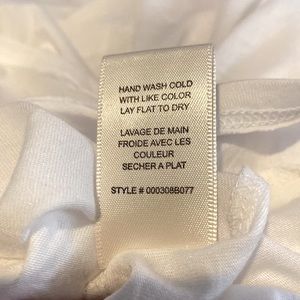 HAND WASH COLD
WITH LIKE COLOR
LAY FLAT TO DRY
LAVAGE DE MAIN
FROIDE AVEC LES
COULEUR
SECHER A PLAT
STYLE # 000308B077